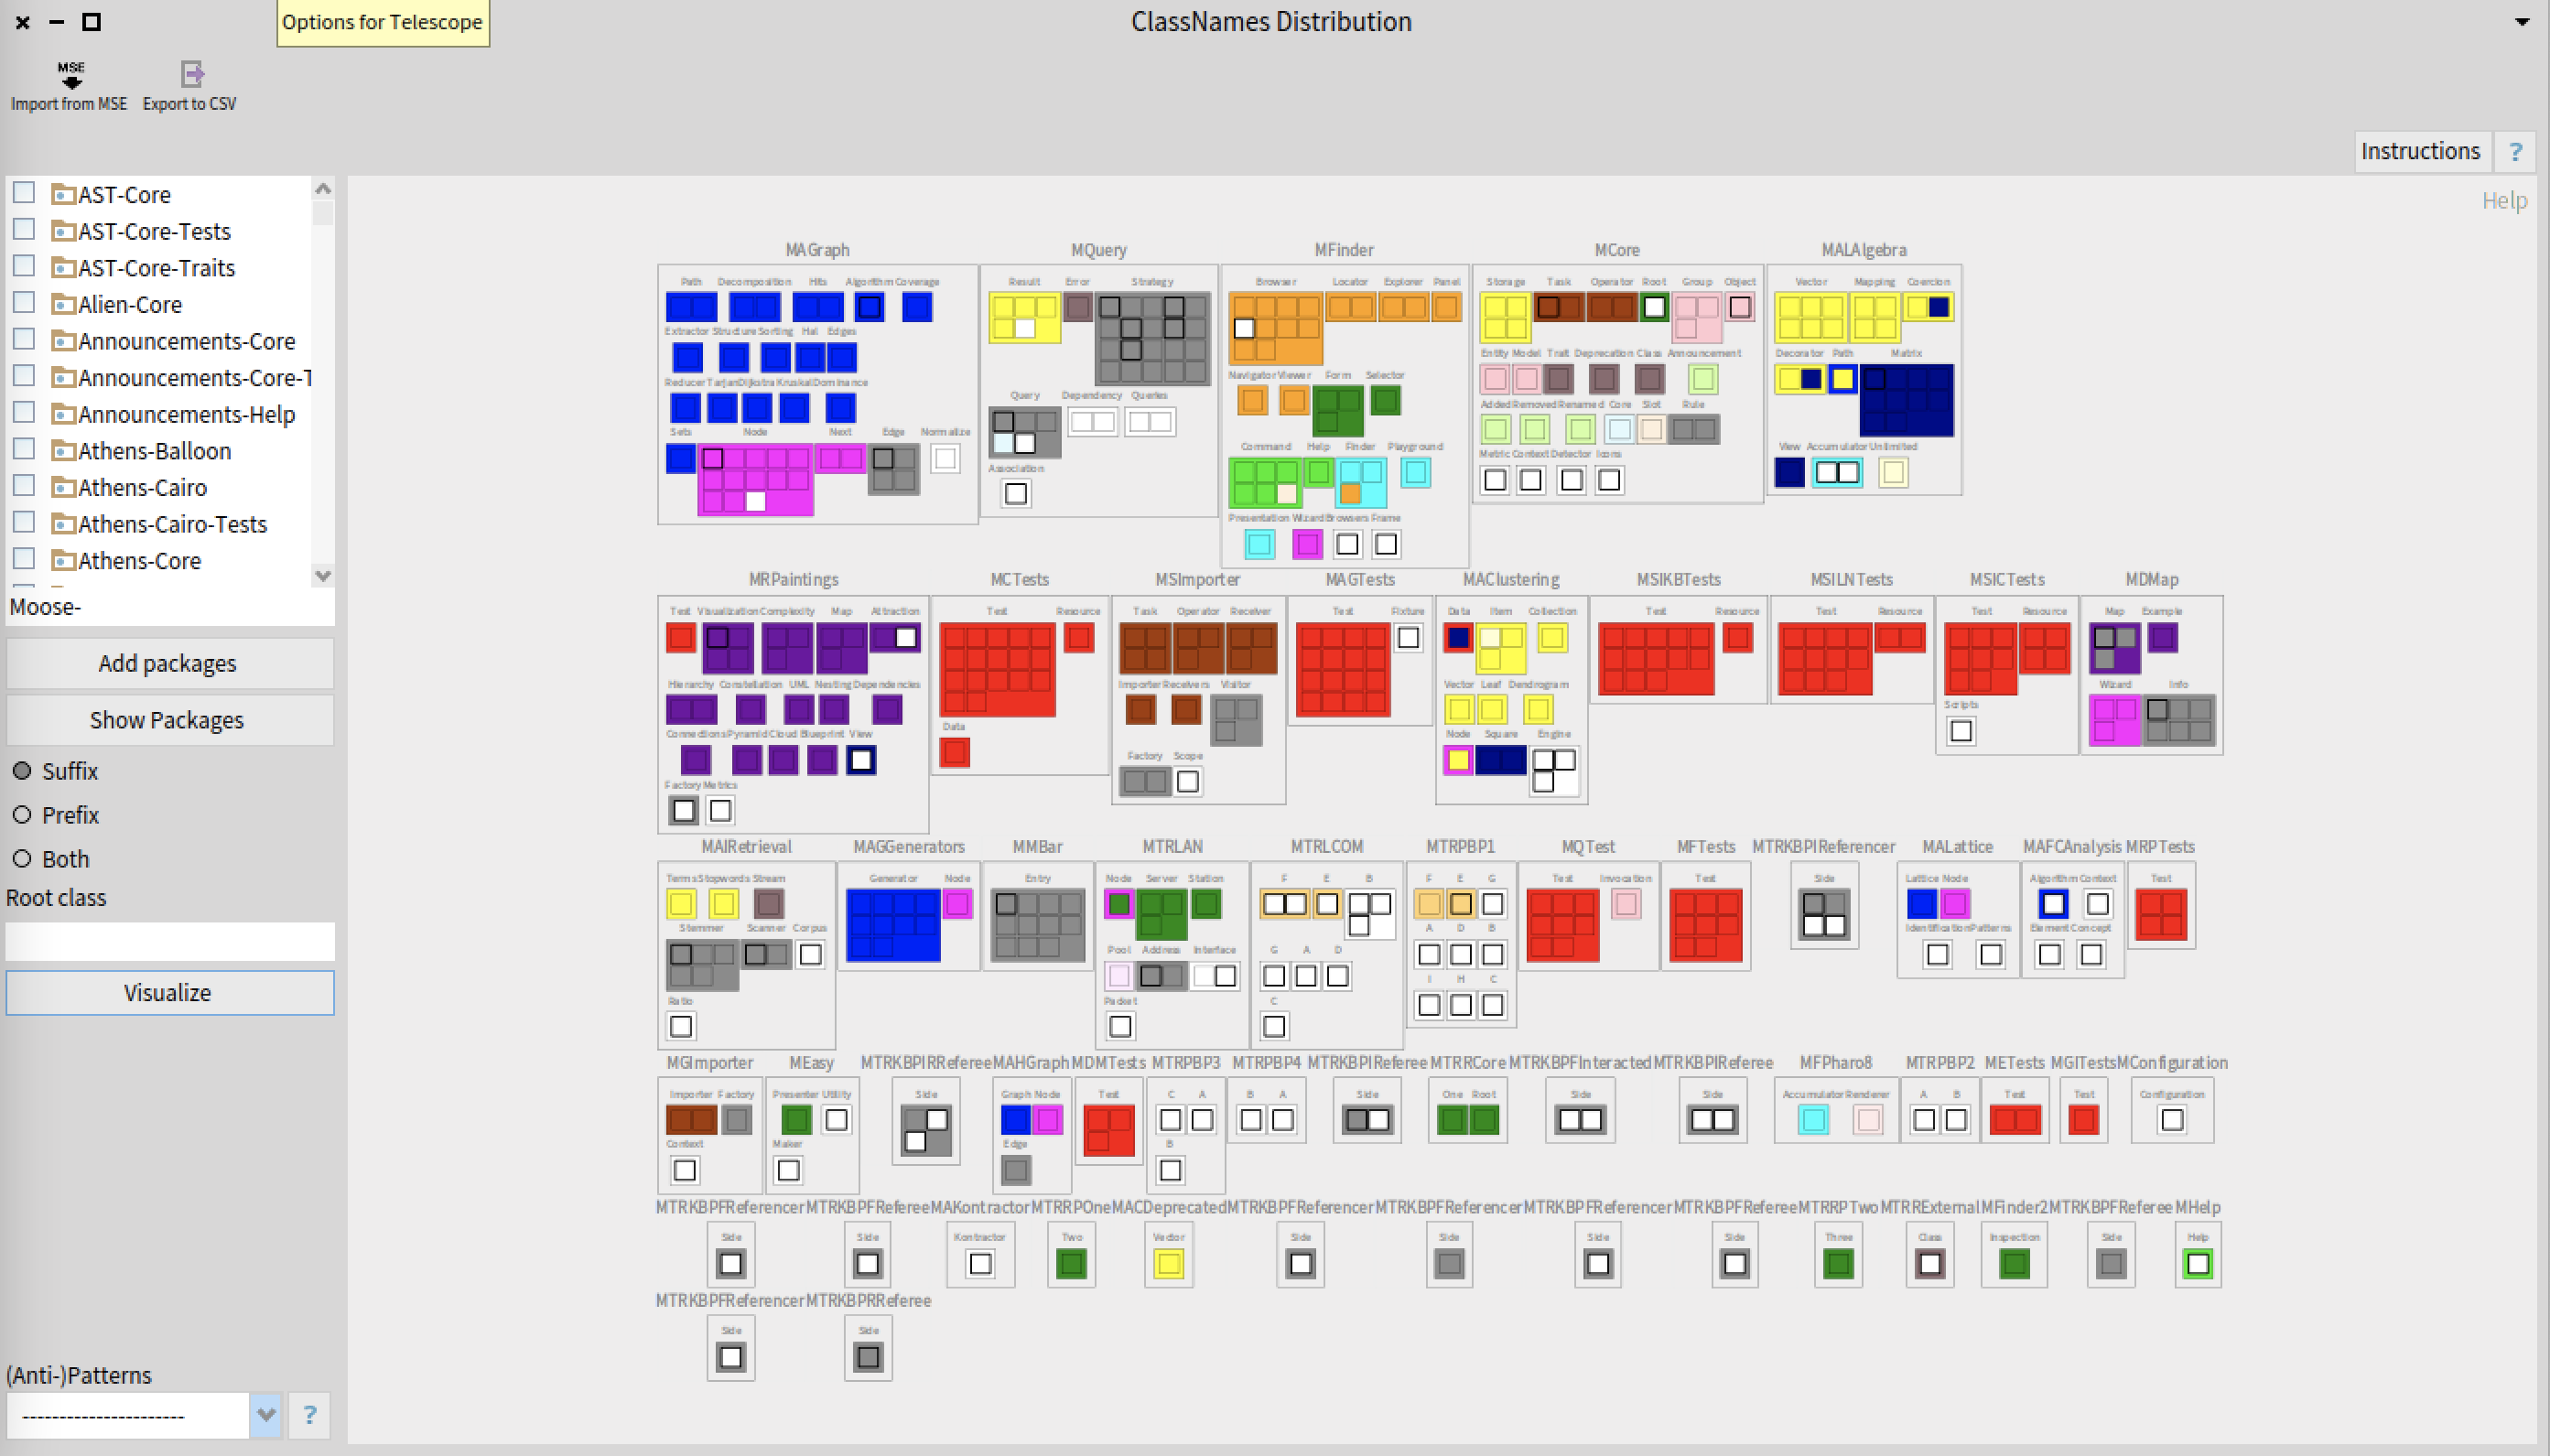 Options for Telescope
ClassNames Distribution
MSE
Import from MSE Export to CSV
Instructions ?
Help
AST-Core
AST-Core-Tests
AST-Core-Traits
Alien-Core
Announcements-Core
Announcements-Core-T
Announcements-Help
Athens-Balloon
Athens-Cairo
Athens-Cairo-Tests
Athens-Core
Moose-
Add packages
Show Packages
Suffix
Prefix
Both
Root class
Visualize
(Anti-)Patterns
----------------------- ?
MAGraph MQuery MFinder MCore MALAlgebra
Path Decomposition Hits Algorithm Coverage Result Error Strategy Browser Locator Explorer Panel Storage Task Operator Root Group Object Vector Mapping Coercion
Extractor Structure Sorting Hal Edges
Entity Model Trait Deprecation Class Announcement Decorator Path Matrix
Reducer Tarjan Dijkstra Kruskal Dominance Navigator Viewer Form Selector
Query Dependency Queries Added Removed Renamed Core Slot Rule
Sets Node Next Edge Normalize
Command Help Finder Playground Metric Context Detector Icons View Accumulator Unlimited
Association
Presentation Wizard Browsers Frame
MRPaintings MCTests MSImporter MAGTests MAClustering MSIKBTests MSILNTests MSICTests MDMap
Test Visualization Complexity Map Attraction Test Resource Task Operator Receiver Test Fixture Data Item Collection Test Resource Test Resource Test Resource Map Example
Hierarchy Constellation UML Nesting Dependencies Importer Receivers Visitor Vector Leaf Dendrogram Wizard Info
Scripts
Connections Pyramid Cloud Blueprint View Data Node Square Engine
Factory Scope
Factory Metrics
MAIRetrieval MAGGenerators MMBar MTRLAN MTRLCOM MTRPBP1 MQTest MFTests MTRKBPIReferencer MALattice MAFCAnalysis MRPTests
Terms Stopwords Stream Generator Node Entry Node Server Station F E B F E G Test Invocation Test Side Lattice Node Algorithm Context Test
Stemmer Scanner Corpus A D B Identification Patterns Element Concept
Pool Address Interface G A D
I H C
Ratio Packet C
MGImporter MEasy MTRKBPIRReferee MAHGraph MDMTests MTRPBP3 MTRPBP4 MTRKBPIReferee MTRRCore MTRKBPFInteracted MTRKBPIReferee MFPharo8 MTRPBP2 METests MGITests MConfiguration
Importer Factory Presenter Utility Side Graph Node Test C A B A Side One Root Side Side Accumulator Renderer A B Test Test Configuration
Context Maker Edge B
MTRKBPFReferencer MTRKBPFReferee MAKontractor MTRRPOne MACDeprecated MTRKBPFReferencer MTRKBPFReferencer MTRKBPFReferencer MTRKBPFReferee MTRRPTwo MTRRExternal MFinder2 MTRKBPFReferee MHelp
Side Side Kontractor Two Vector Side Side Side Side Three Class Inspection Side Help
MTRKBPFReferencer MTRKBPRReferee
Side Side